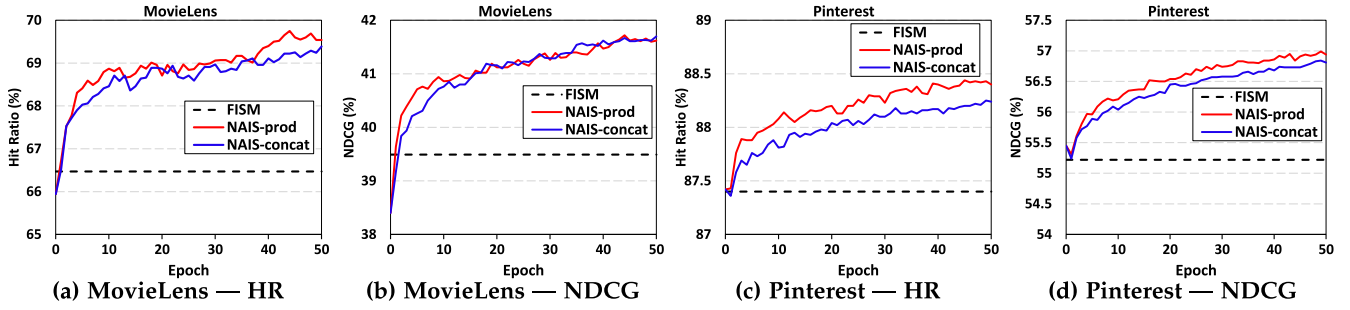 MovieLens
Hit Ratio (%)
70
69
68
67
66
65
0 10 20 30 40 50
Epoch
FISM
NAIS-prod
NAIS-concat
(a) MovieLens — HR
MovieLens
NDCG (%)
42
41
40
39
38
0 10 20 30 40 50
Epoch
FISM
NAIS-prod
NAIS-concat
(b) MovieLens — NDCG
Pinterest
Hit Ratio (%)
89
88.5
88
87.5
87
0 10 20 30 40 50
Epoch
FISM
NAIS-prod
NAIS-concat
(c) Pinterest — HR
Pinterest
NDCG (%)
57.5
57
56.5
56
55.5
55
54.5
54
0 10 20 30 40 50
Epoch
FISM
NAIS-prod
NAIS-concat
(d) Pinterest — NDCG